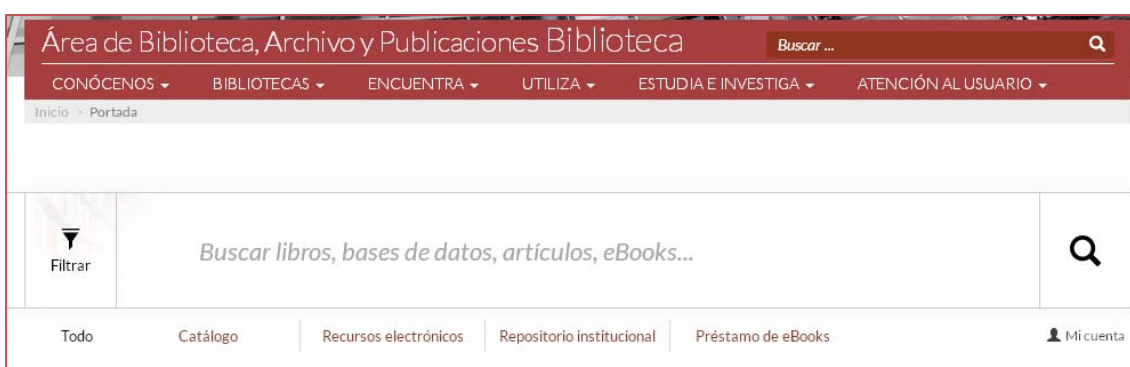 Área de Biblioteca, Archivo y Publicaciones Biblioteca
Buscar ...
CONÓCENOS BIBLIOTECAS ENCUENTRA UTILIZA ESTUDIA E INVESTIGA ATENCIÓN AL USUARIO
Inicio > Portada
Filtrar
Buscar libros, bases de datos, artículos, eBooks...
Todo Catálogo Recursos electrónicos Repositorio institucional Préstamo de eBooks Mi cuenta